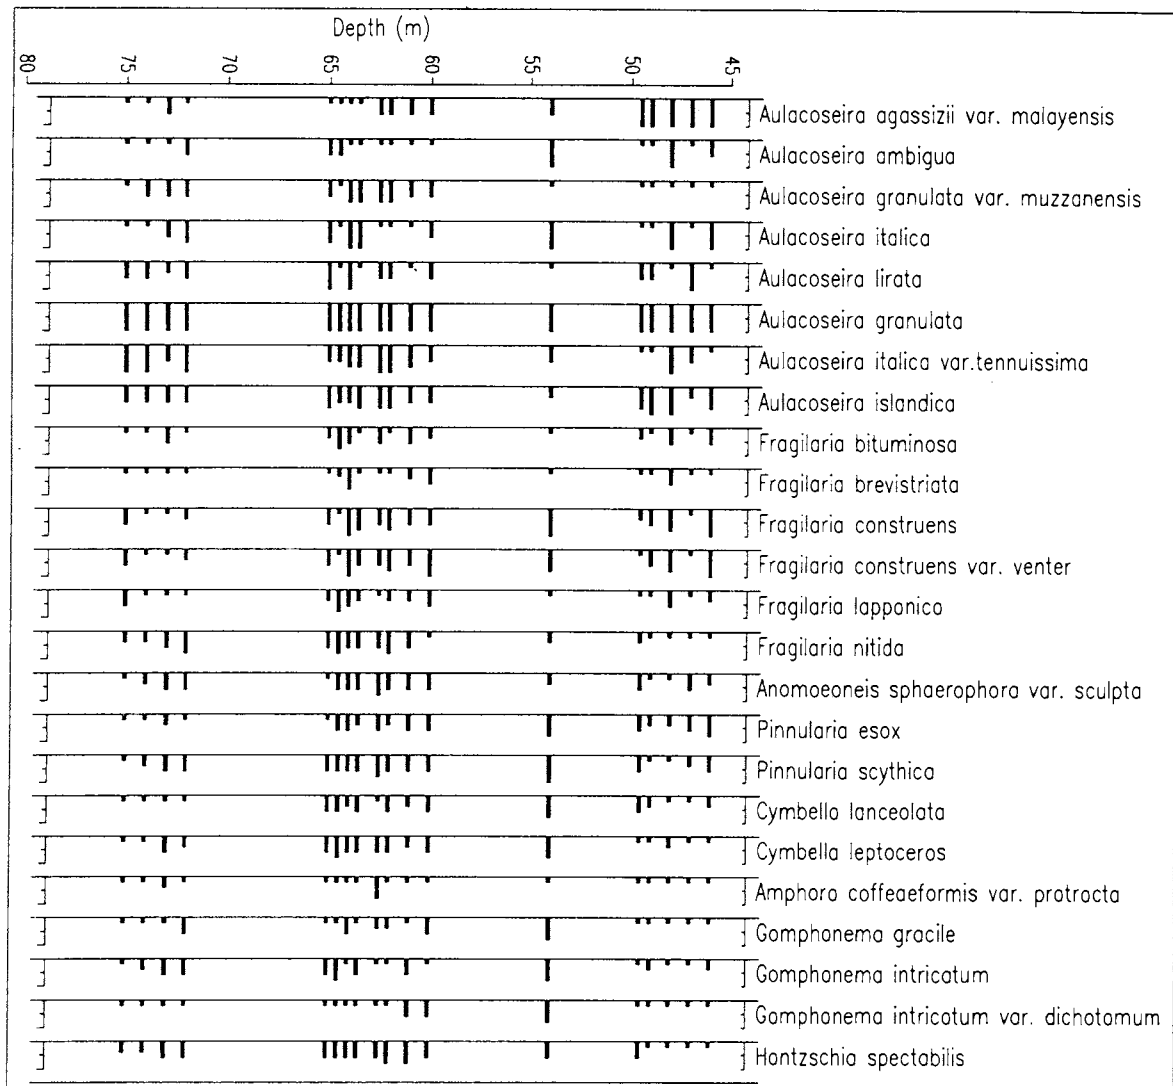 Depth (m)
80 75 70 65 60 55 50 45
Aulacoseira agassizii var. malayensis
Aulacoseira ambigua
Aulacoseira granulata var. muzzanensis
Aulacoseira italica
Aulacoseira lirata
Aulacoseira granulata
Aulacoseira italica var.tennuissima
Aulacoseira islandica
Fragilaria bituminosa
Fragilaria brevistriata
Fragilaria construens
Fragilaria construens var. venter
Fragilaria lapponica
Fragilaria nitida
Anomoeoneis sphaerophora var. sculpta
Pinnularia esox
Pinnularia scythica
Cymbella lanceolata
Cymbella leptoceros
Amphora coffeaeformis var. protracta
Gomphonema gracile
Gomphonema intricatum
Gomphonema intricatum var. dichotomum
Hantzschia spectabilis